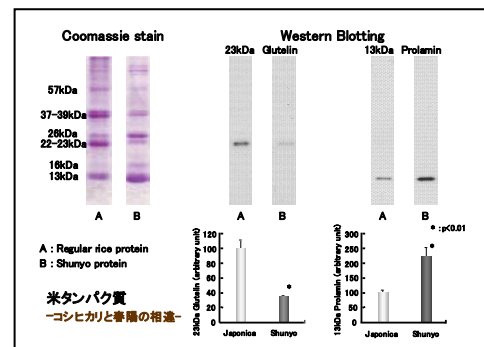 Coomassie stain
Western Blotting
23kDa Glutelin
13kDa Prolamin
57kDa
37-39kDa
26kDa
22-23kDa
16kDa
13kDa
A B
A B
A B
A : Regular rice protein
B : Shunyo protein
米タンパク質
-コシヒカリと春陽の相違-
23kDa Glutelin (arbitrary unit)
120
100
80
60
40
20
0
*
Japonica Shunyo
13kDa Prolamin (arbitrary unit)
300
250
200
150
100
50
0
* : p<0.01
*
Japonica Shunyo